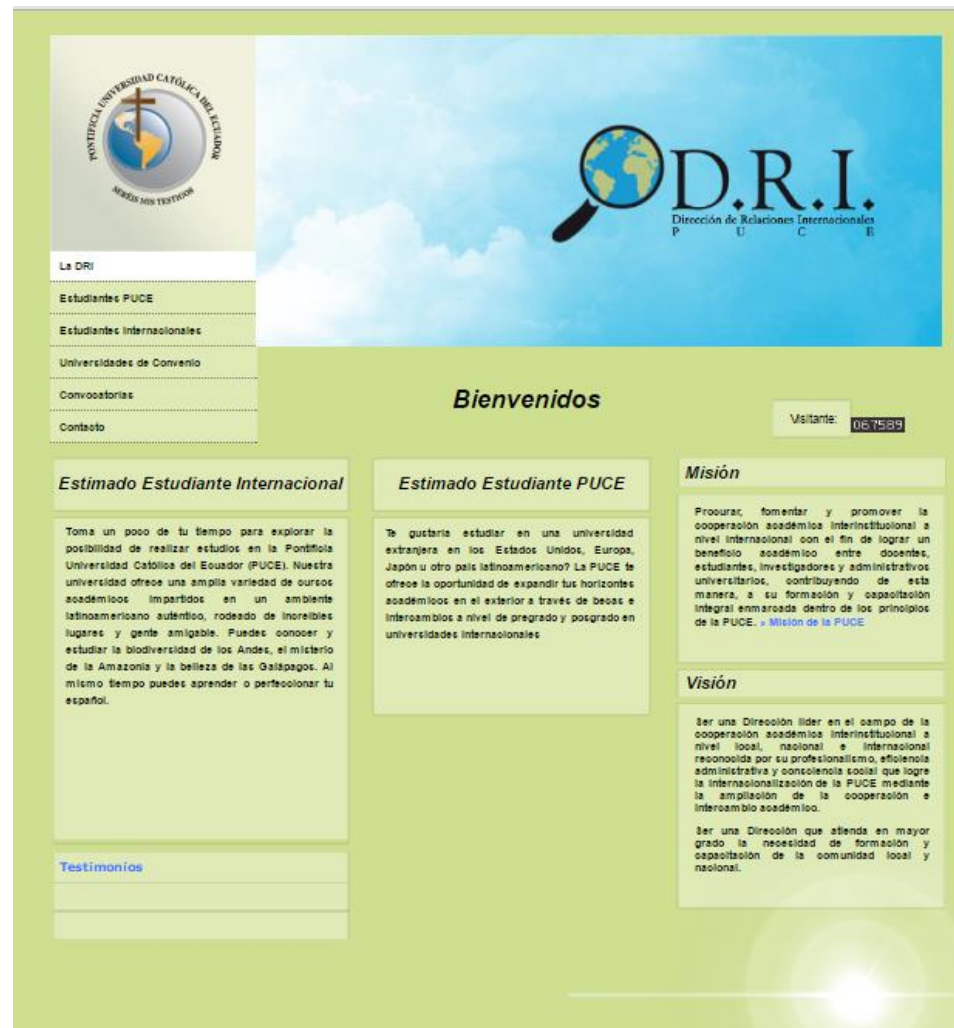 PONTIFICIA UNIVERSIDAD CATÓLICA DEL ECUADOR
SERÉIS MIS TESTIGOS
D.R.I.
Dirección de Relaciones Internacionales
P U C E
La DRI
Estudiantes PUCE
Estudiantes Internacionales
Universidades de Convenio
Convocatorias
Contacto
Bienvenidos
Visitante:
067589
Estimado Estudiante Internacional
Toma un poco de tu tiempo para explorar la
posibilidad de realizar estudios en la Pontificia
Universidad Católica del Ecuador (PUCE). Nuestra
universidad ofrece una amplia variedad de cursos
académicos impartidos en un ambiente
latinoamericano auténtico, rodeado de increíbles
lugares y gente amigable. Puedes conocer y
estudiar la biodiversidad de los Andes, el misterio
de la Amazonia y la belleza de las Galápagos. Al
mismo tiempo puedes aprender o perfeccionar tu
español.
Testimonios
Estimado Estudiante PUCE
Te gustaria estudiar en una universidad
extranjera en los Estados Unidos, Europa,
Japón u otro país latinoamericano? La PUCE te
ofrece la oportunidad de expandir tus horizontes
académicos en el exterior a través de becas e
intercambios a nivel de pregrado y posgrado en
universidades internacionales
Misión
Procurar, fomentar y promover la
cooperación académica interinstitucional a
nivel internacional con el fin de lograr un
beneficio académico entre docentes,
estudiantes, investigadores y administrativos
universitarios, contribuyendo de esta
manera, a su formación y capacitación
integral enmarcada dentro de los principios
de la PUCE. » Misión de la PUCE
Visión
Ser una Dirección líder en el campo de la
cooperación académica interinstitucional a
nivel local, nacional e internacional
reconocida por su profesionalismo, eficiencia
administrativa y consciencia social que logre
la internacionalización de la PUCE mediante
la ampliación de la cooperación e
intercambio académico.
Ser una Dirección que atienda en mayor
grado la necesidad de formación y
capacitación de la comunidad local y
nacional.